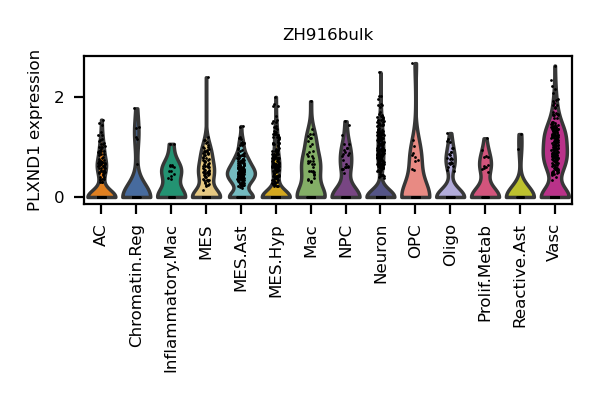 ZH916bulk
PLXND1 expression
2
0
AC
Chromatin.Reg
Inflammatory.Mac
MES
MES.Ast
MES.Hyp
Mac
NPC
Neuron
OPC
Oligo
Prolif.Metab
Reactive.Ast
Vasc